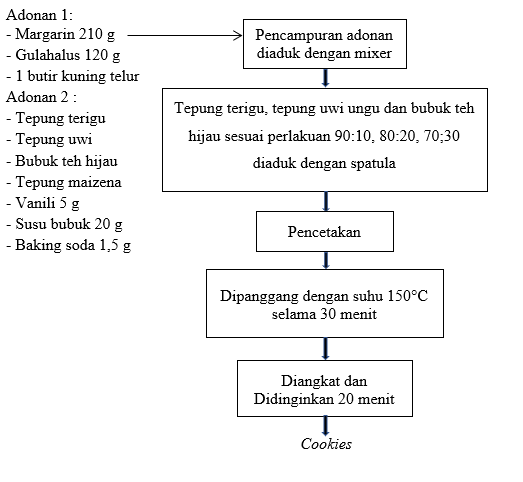 Adonan 1:
- Margarin 210 g
- Gulahalus 120 g
- 1 butir kuning telur
Adonan 2 :
- Tepung terigu
- Tepung uwi
- Bubuk teh hijau
- Tepung maizena
- Vanili 5 g
- Susu bubuk 20 g
- Baking soda 1,5 g
Pencampuran adonan
diaduk dengan mixer
Tepung terigu, tepung uwi ungu dan bubuk teh
hijau sesuai perlakuan 90:10, 80:20, 70;30
diaduk dengan spatula
Pencetakan
Dipanggang dengan suhu 150°C
selama 30 menit
Diangkat dan
Didinginkan 20 menit
Cookies